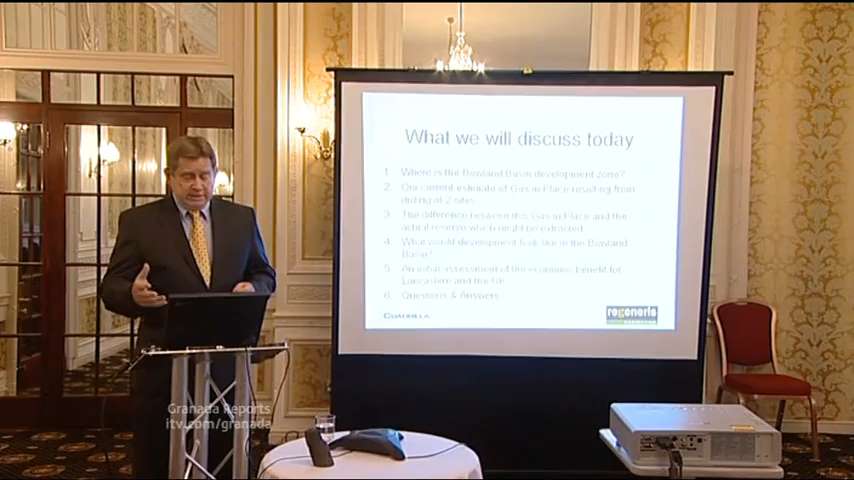 What we will discuss today
1. Where is the Bowland Basin development zone?
2. Our current estimate of Gas in Place resulting from
drilling at 2 sites
3. The difference between this Gas in Place and the
actual reserve which might be extracted
4. What would development look like in the Bowland
Basin?
5. An initial assessment of the economic benefit for
Lancashire and the UK
6. Questions & Answers
CUADRILLA
regeneris
Granada Reports
itv.com/granada